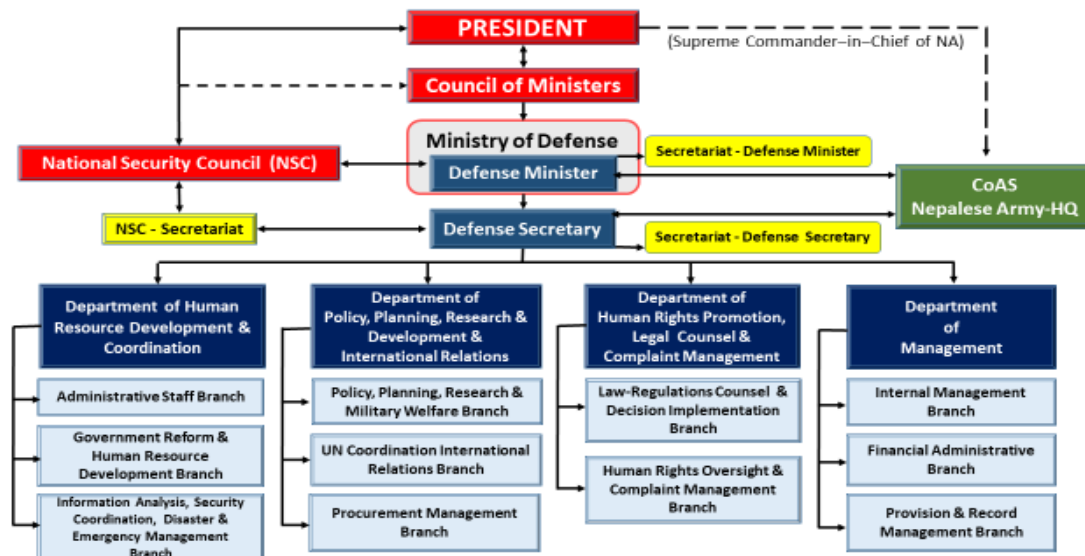 PRESIDENT
(Supreme Commander–in–Chief of NA)
Council of Ministers
Ministry of Defense
Secretariat - Defense Minister
National Security Council (NSC)
Defense Minister
CoAS
Nepalese Army-HQ
NSC - Secretariat
Defense Secretary
Secretariat - Defense Secretary
Department of Human
Resource Development &
Coordination
Administrative Staff Branch
Government Reform &
Human Resource
Development Branch
Information Analysis, Security
Coordination, Disaster &
Emergency Management
Branch
Department of
Policy, Planning, Research &
Development &
International Relations
Policy, Planning, Research &
Military Welfare Branch
UN Coordination International
Relations Branch
Procurement Management
Branch
Department of
Human Rights Promotion,
Legal Counsel &
Complaint Management
Law-Regulations Counsel &
Decision Implementation
Branch
Human Rights Oversight &
Complaint Management
Branch
Department
of
Management
Internal Management
Branch
Financial Administrative
Branch
Provision & Record
Management Branch